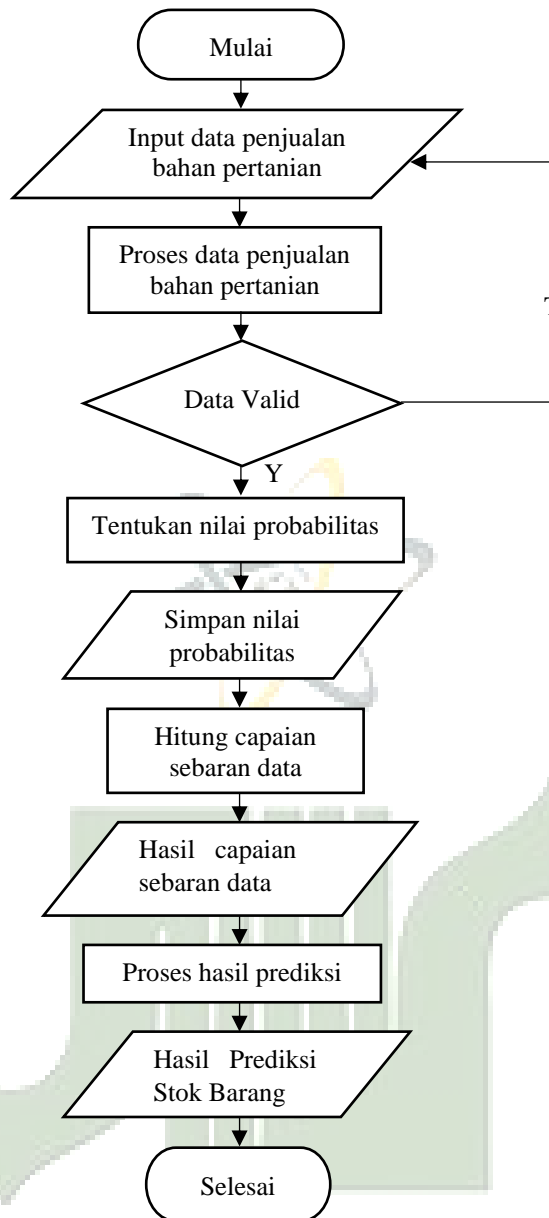 Mulai
Input data penjualan
bahan pertanian
Proses data penjualan
bahan pertanian
T
Data Valid
Y
Tentukan nilai probabilitas
Simpan nilai
probabilitas
Hitung capaian
sebaran data
Hasil capaian
sebaran data
Proses hasil prediksi
Hasil Prediksi
Stok Barang
Selesai